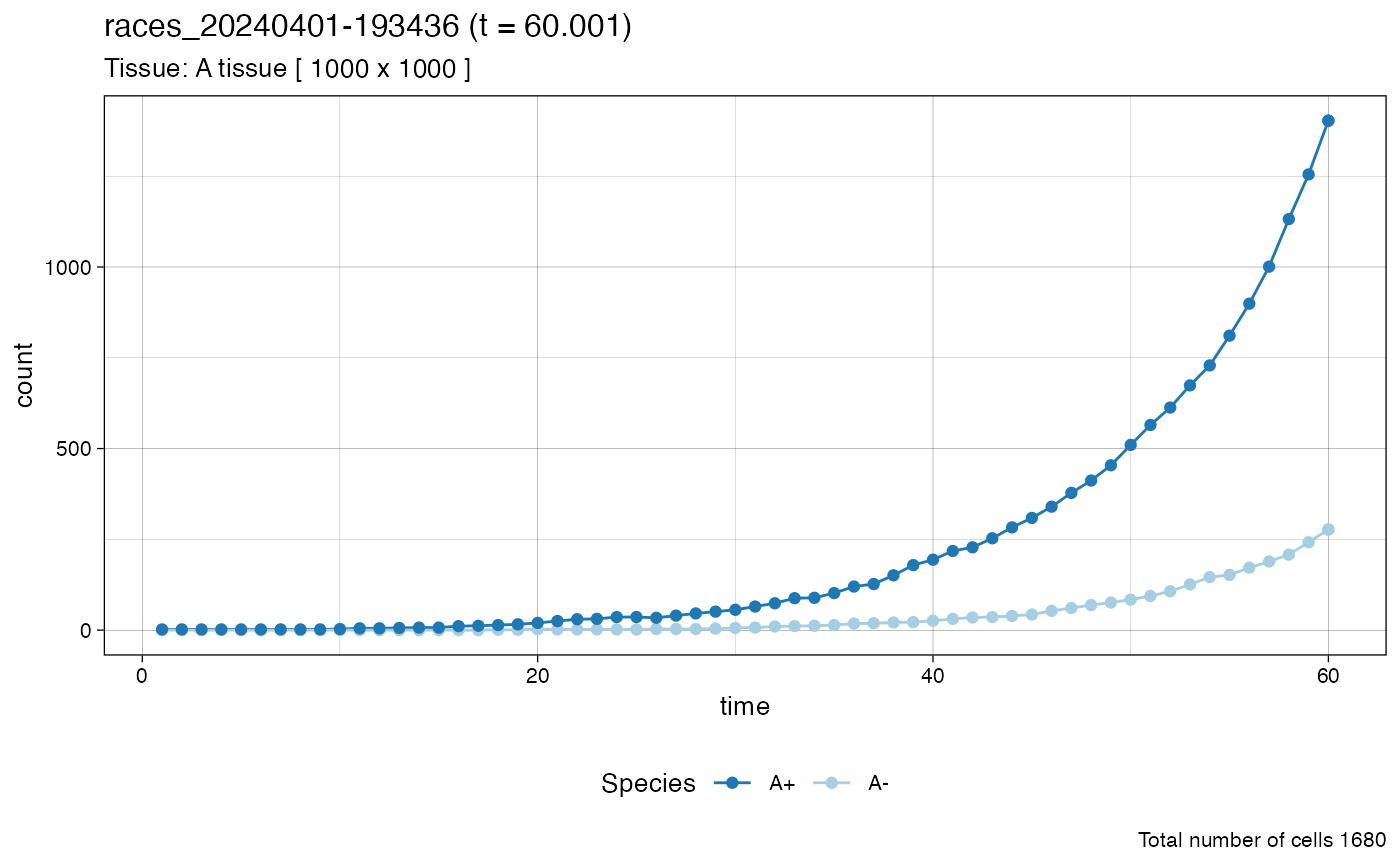 races_20240401-193436 (t = 60.001)
Tissue: A tissue [ 1000 x 1000 ]
count
1000
500
0
0 20 40 60
time
Species A+ A-
Total number of cells 1680